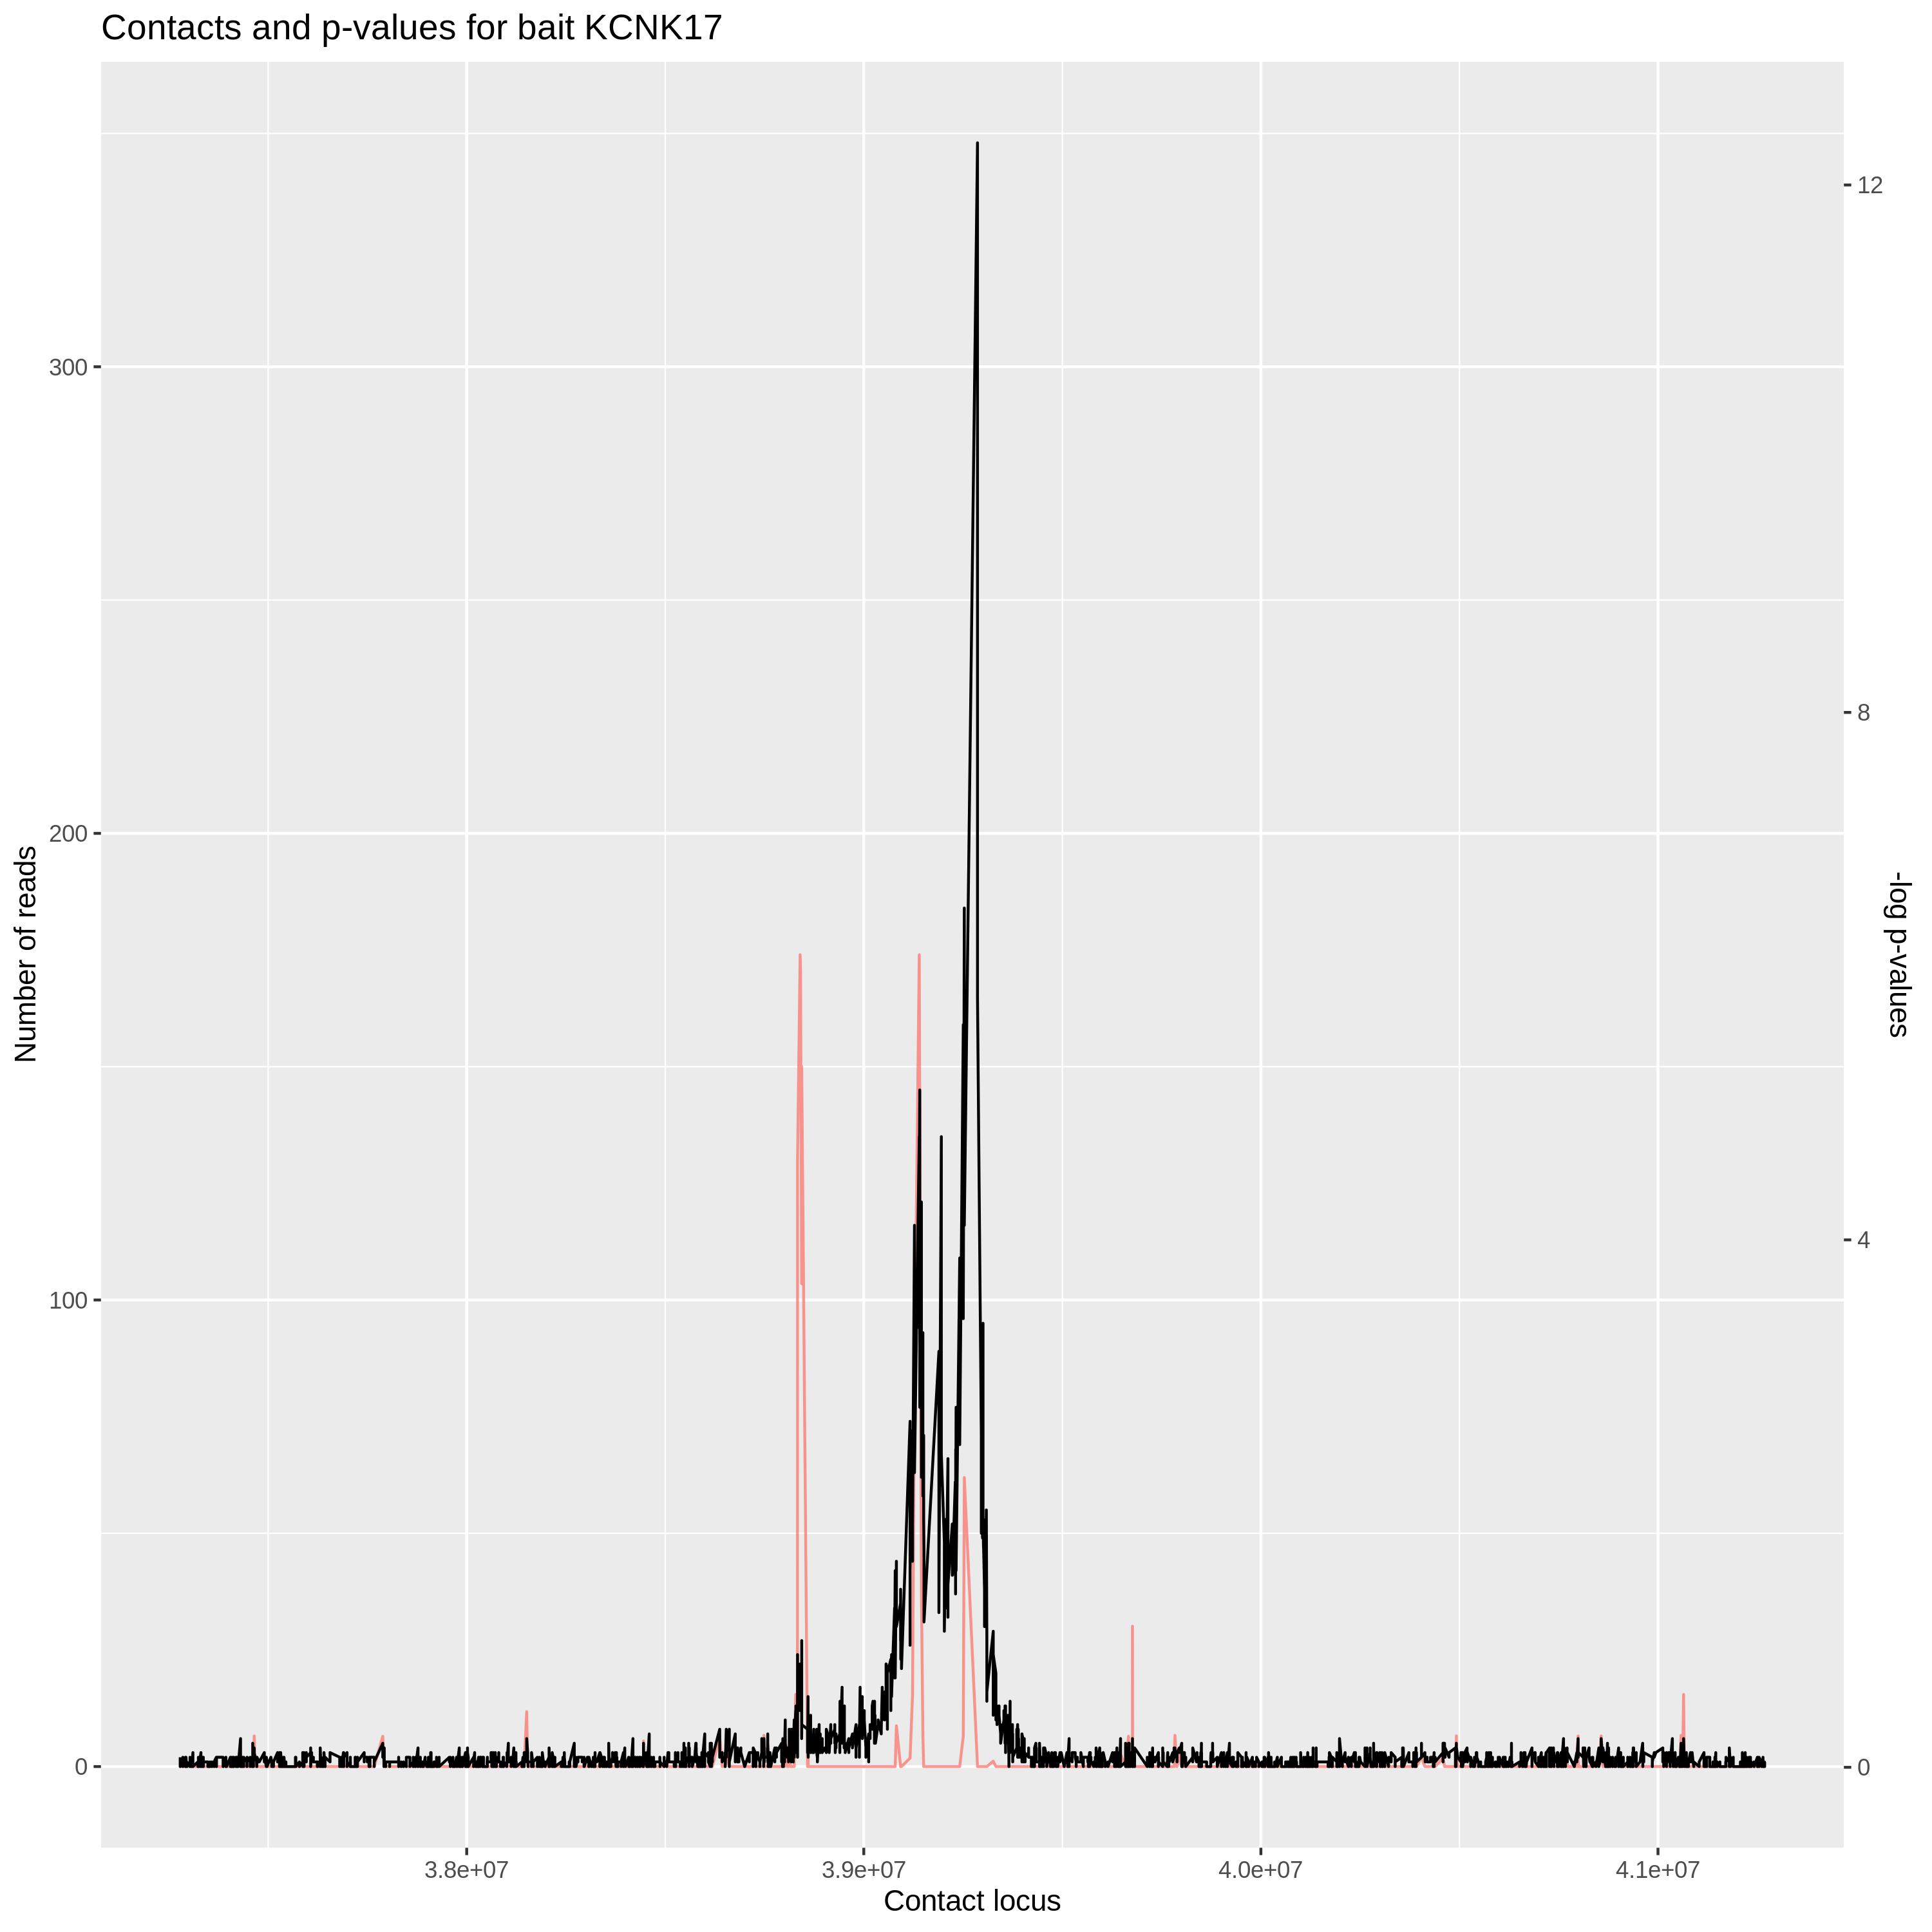 Contacts and p-values for bait KCNK17
Number of reads
300
200
100
0
12
8
4
0
-log p-values
3.8e+07
3.9e+07
4.0e+07
4.1e+07
Contact locus